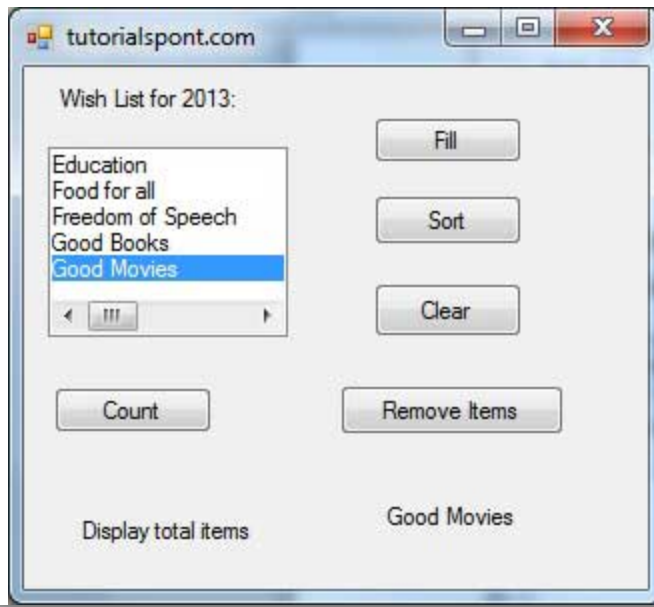 tutorialspont.com
Wish List for 2013:
Education
Food for all
Freedom of Speech
Good Books
Good Movies
Fill
Sort
Clear
Count
Remove Items
Display total items
Good Movies